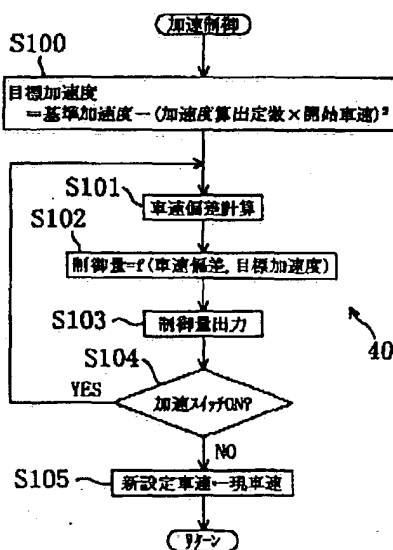 加速制御
S100
目標加速度
=基準加速度-(加速度算出定数×開始車速)²
S101
車速偏差計算
S102
制御量=f(車速偏差,目標加速度)
S103
制御量出力
40
S104
YES
加速スイッチON?
NO
S105
新設定車速←現車速
リターン